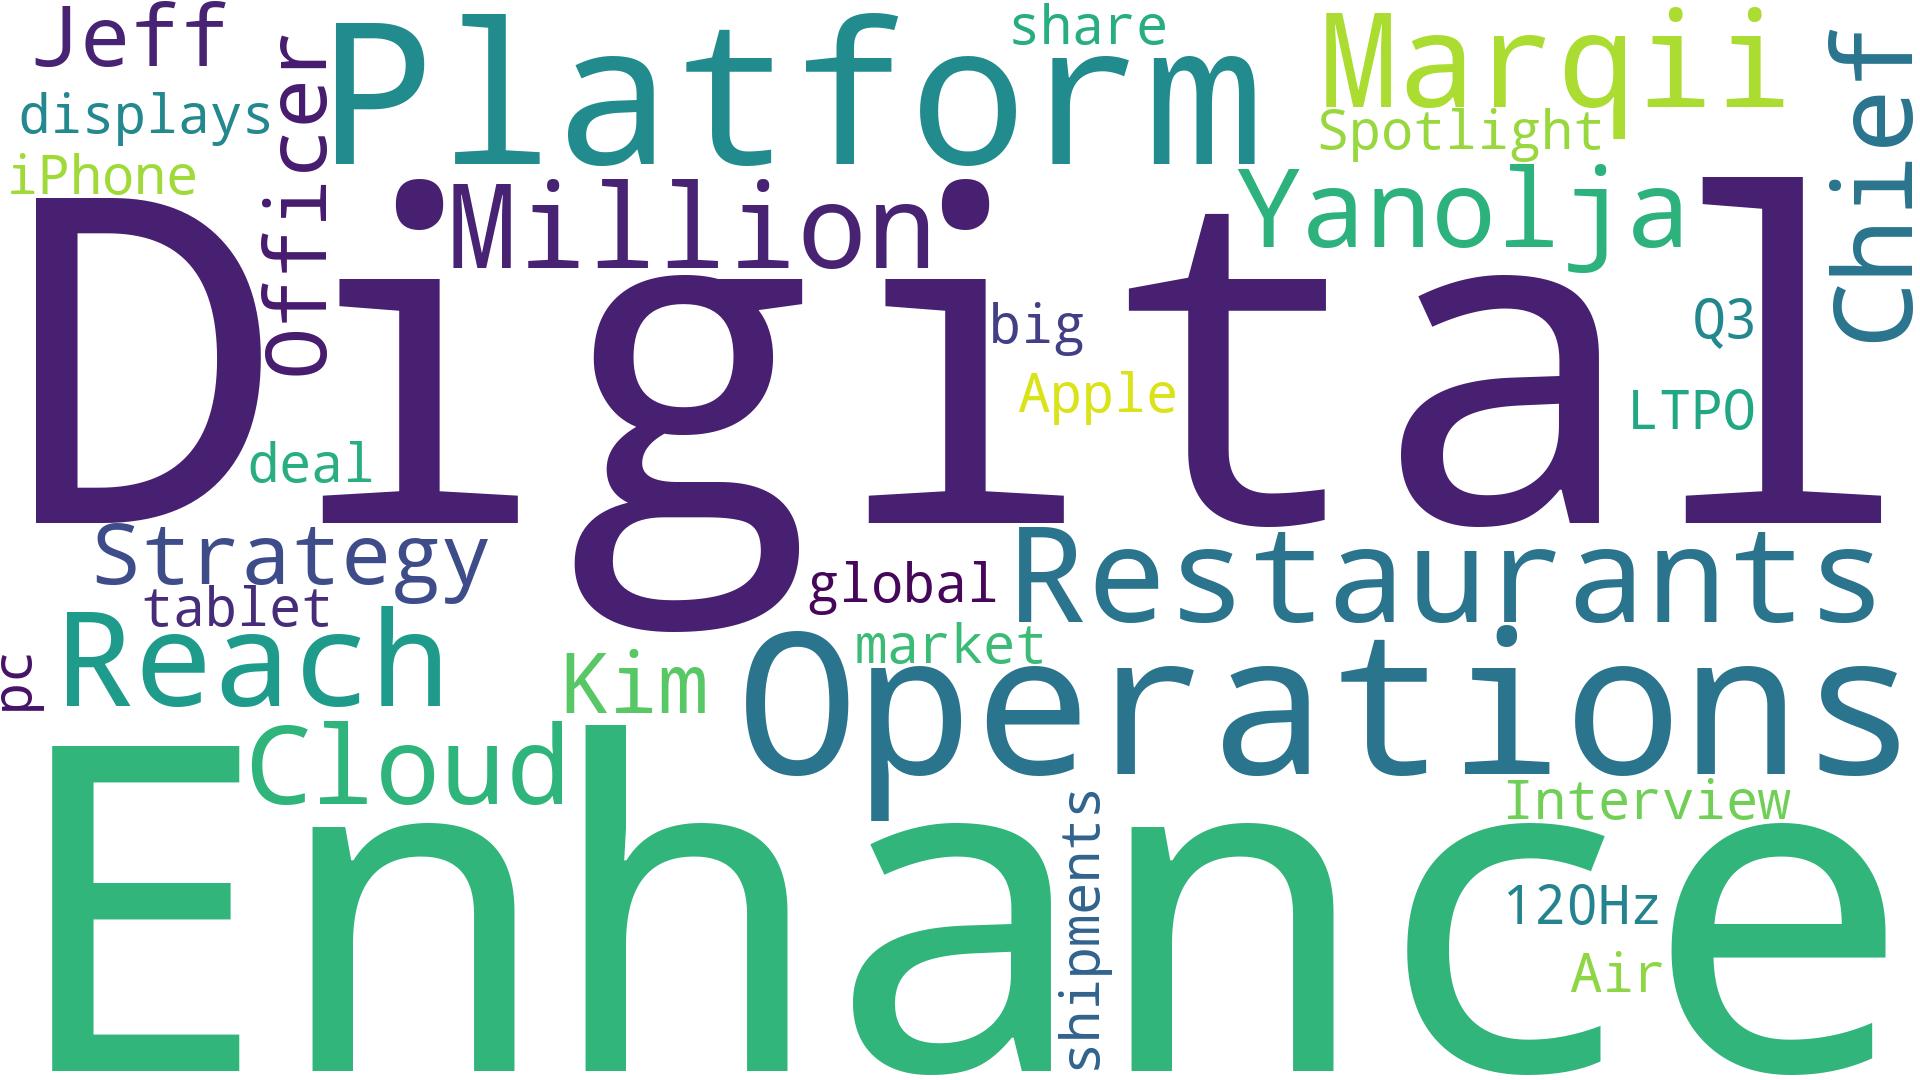 Jeff
Platform
share
Marqii
Chief
displays
Officer
Spotlight
iPhone
Million
Yanolja
Digital
big
Q3
Apple
LTPO
deal
Strategy
global
Restaurants
tablet
Reach
market
pc
Kim
Operations
Cloud
Enhance
shipments
Interview
120Hz
Air